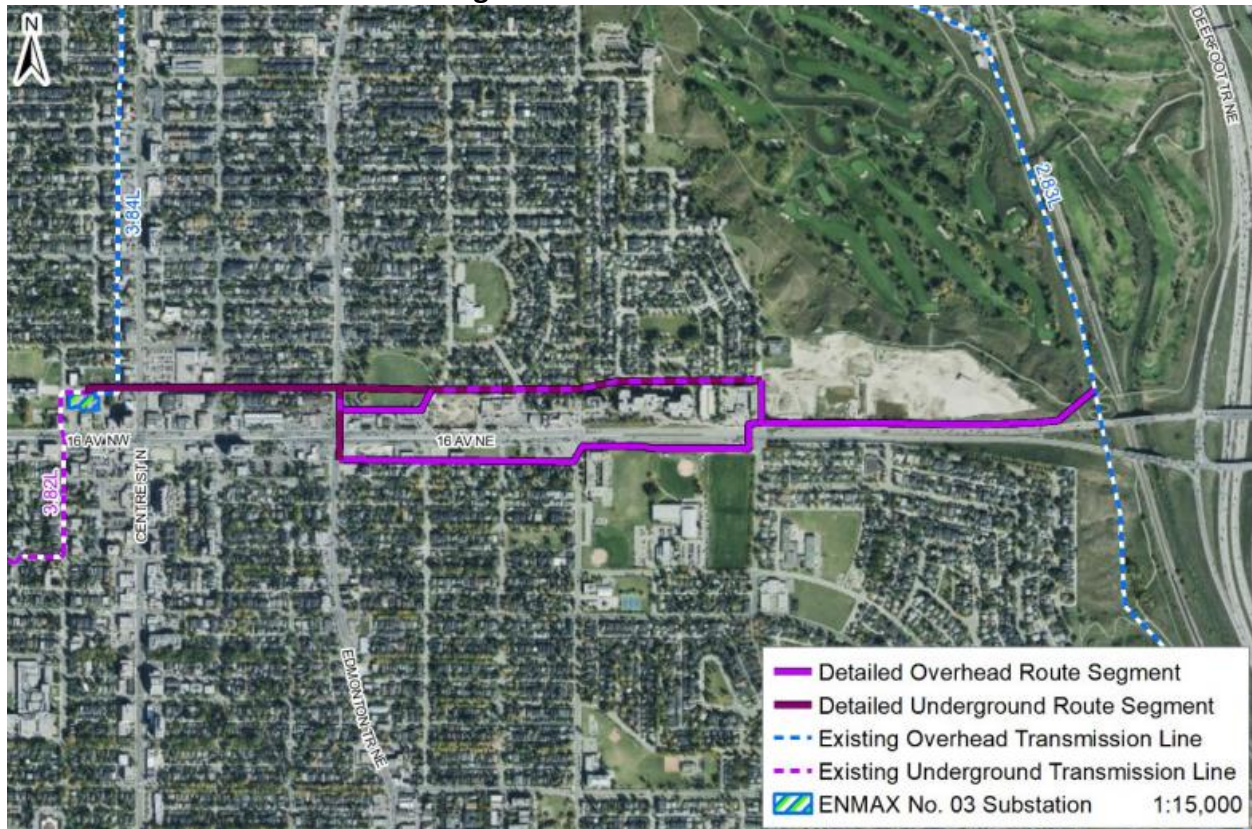 N
DEERFOOT TR NE
3.84L
2.83L
16 AV NW
16 AV NE
3.82L
CENTRE ST N
EDMONTON TR NE
Detailed Overhead Route Segment
Detailed Underground Route Segment
Existing Overhead Transmission Line
Existing Underground Transmission Line
ENMAX No. 03 Substation 1:15,000